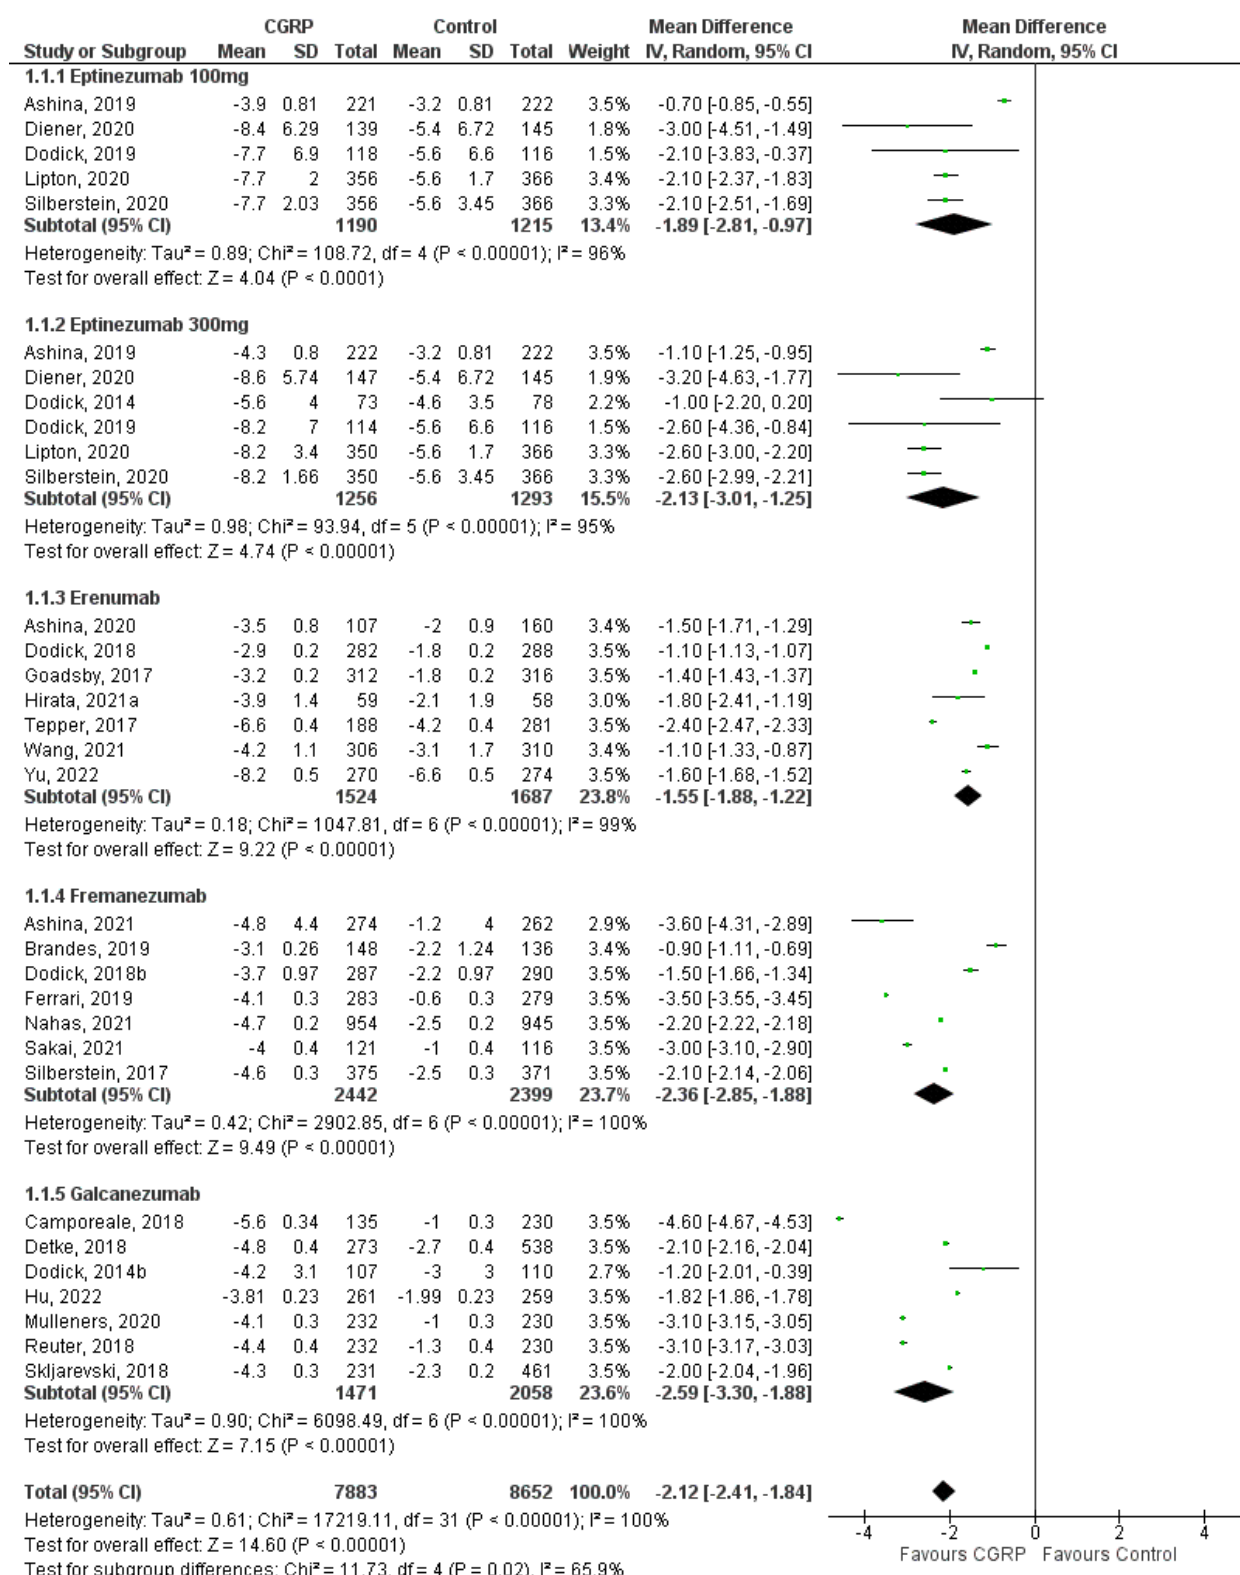 CGRP Control Mean Difference Mean Difference
Study or Subgroup Mean SD Total Mean SD Total Weight IV, Random, 95% CI IV, Random, 95% CI
1.1.1 Eptinezumab 100mg
Ashina, 2019 -3.9 0.81 221 -3.2 0.81 222 3.5% -0.70 [-0.85, -0.55]
Diener, 2020 -8.4 6.29 139 -5.4 6.72 145 1.8% -3.00 [-4.51, -1.49]
Dodick, 2019 -7.7 6.9 118 -5.6 6.6 116 1.5% -2.10 [-3.83, -0.37]
Lipton, 2020 -7.7 2 356 -5.6 1.7 366 3.4% -2.10 [-2.37, -1.83]
Silberstein, 2020 -7.7 2.03 356 -5.6 3.45 366 3.3% -2.10 [-2.51, -1.69]
Subtotal (95% CI) 1190 1215 13.4% -1.89 [-2.81, -0.97]
Heterogeneity: Tau² = 0.89; Chi² = 108.72, df = 4 (P < 0.00001); I² = 96%
Test for overall effect: Z = 4.04 (P < 0.0001)
1.1.2 Eptinezumab 300mg
Ashina, 2019 -4.3 0.8 222 -3.2 0.81 222 3.5% -1.10 [-1.25, -0.95]
Diener, 2020 -8.6 5.74 147 -5.4 6.72 145 1.9% -3.20 [-4.63, -1.77]
Dodick, 2014 -5.6 4 73 -4.6 3.5 78 2.2% -1.00 [-2.20, 0.20]
Dodick, 2019 -8.2 7 114 -5.6 6.6 116 1.5% -2.60 [-4.36, -0.84]
Lipton, 2020 -8.2 3.4 350 -5.6 1.7 366 3.3% -2.60 [-3.00, -2.20]
Silberstein, 2020 -8.2 1.66 350 -5.6 3.45 366 3.3% -2.60 [-2.99, -2.21]
Subtotal (95% CI) 1256 1293 15.5% -2.13 [-3.01, -1.25]
Heterogeneity: Tau² = 0.98; Chi² = 93.94, df = 5 (P < 0.00001); I² = 95%
Test for overall effect: Z = 4.74 (P < 0.00001)
1.1.3 Erenumab
Ashina, 2020 -3.5 0.8 107 -2 0.9 160 3.4% -1.50 [-1.71, -1.29]
Dodick, 2018 -2.9 0.2 282 -1.8 0.2 288 3.5% -1.10 [-1.13, -1.07]
Goadsby, 2017 -3.2 0.2 312 -1.8 0.2 316 3.5% -1.40 [-1.43, -1.37]
Hirata, 2021a -3.9 1.4 59 -2.1 1.9 58 3.0% -1.80 [-2.41, -1.19]
Tepper, 2017 -6.6 0.4 188 -4.2 0.4 281 3.5% -2.40 [-2.47, -2.33]
Wang, 2021 -4.2 1.1 306 -3.1 1.7 310 3.4% -1.10 [-1.33, -0.87]
Yu, 2022 -8.2 0.5 270 -6.6 0.5 274 3.5% -1.60 [-1.68, -1.52]
Subtotal (95% CI) 1524 1687 23.8% -1.55 [-1.88, -1.22]
Heterogeneity: Tau² = 0.18; Chi² = 1047.81, df = 6 (P < 0.00001); I² = 99%
Test for overall effect: Z = 9.22 (P < 0.00001)
1.1.4 Fremanezumab
Ashina, 2021 -4.8 4.4 274 -1.2 4 262 2.9% -3.60 [-4.31, -2.89]
Brandes, 2019 -3.1 0.26 148 -2.2 1.24 136 3.4% -0.90 [-1.11, -0.69]
Dodick, 2018b -3.7 0.97 287 -2.2 0.97 290 3.5% -1.50 [-1.66, -1.34]
Ferrari, 2019 -4.1 0.3 283 -0.6 0.3 279 3.5% -3.50 [-3.55, -3.45]
Nahas, 2021 -4.7 0.2 954 -2.5 0.2 945 3.5% -2.20 [-2.22, -2.18]
Sakai, 2021 -4 0.4 121 -1 0.4 116 3.5% -3.00 [-3.10, -2.90]
Silberstein, 2017 -4.6 0.3 375 -2.5 0.3 371 3.5% -2.10 [-2.14, -2.06]
Subtotal (95% CI) 2442 2399 23.7% -2.36 [-2.85, -1.88]
Heterogeneity: Tau² = 0.42; Chi² = 2902.85, df = 6 (P < 0.00001); I² = 100%
Test for overall effect: Z = 9.49 (P < 0.00001)
1.1.5 Galcanezumab
Camporeale, 2018 -5.6 0.34 135 -1 0.3 230 3.5% -4.60 [-4.67, -4.53]
Detke, 2018 -4.8 0.4 273 -2.7 0.4 538 3.5% -2.10 [-2.16, -2.04]
Dodick, 2014b -4.2 3.1 107 -3 3 110 2.7% -1.20 [-2.01, -0.39]
Hu, 2022 -3.81 0.23 261 -1.99 0.23 259 3.5% -1.82 [-1.86, -1.78]
Mulleners, 2020 -4.1 0.3 232 -1 0.3 230 3.5% -3.10 [-3.15, -3.05]
Reuter, 2018 -4.4 0.4 232 -1.3 0.4 230 3.5% -3.10 [-3.17, -3.03]
Skljarevski, 2018 -4.3 0.3 231 -2.3 0.2 461 3.5% -2.00 [-2.04, -1.96]
Subtotal (95% CI) 1471 2058 23.6% -2.59 [-3.30, -1.88]
Heterogeneity: Tau² = 0.90; Chi² = 6098.49, df = 6 (P < 0.00001); I² = 100%
Test for overall effect: Z = 7.15 (P < 0.00001)
Total (95% CI) 7883 8652 100.0% -2.12 [-2.41, -1.84]
Heterogeneity: Tau² = 0.61; Chi² = 17219.11, df = 31 (P < 0.00001); I² = 100%
Test for overall effect: Z = 14.60 (P < 0.00001)
Test for subgroup differences: Chi² = 11.73, df = 4 (P = 0.02), I² = 65.9%
-4 -2 0 2 4
Favours CGRP Favours Control